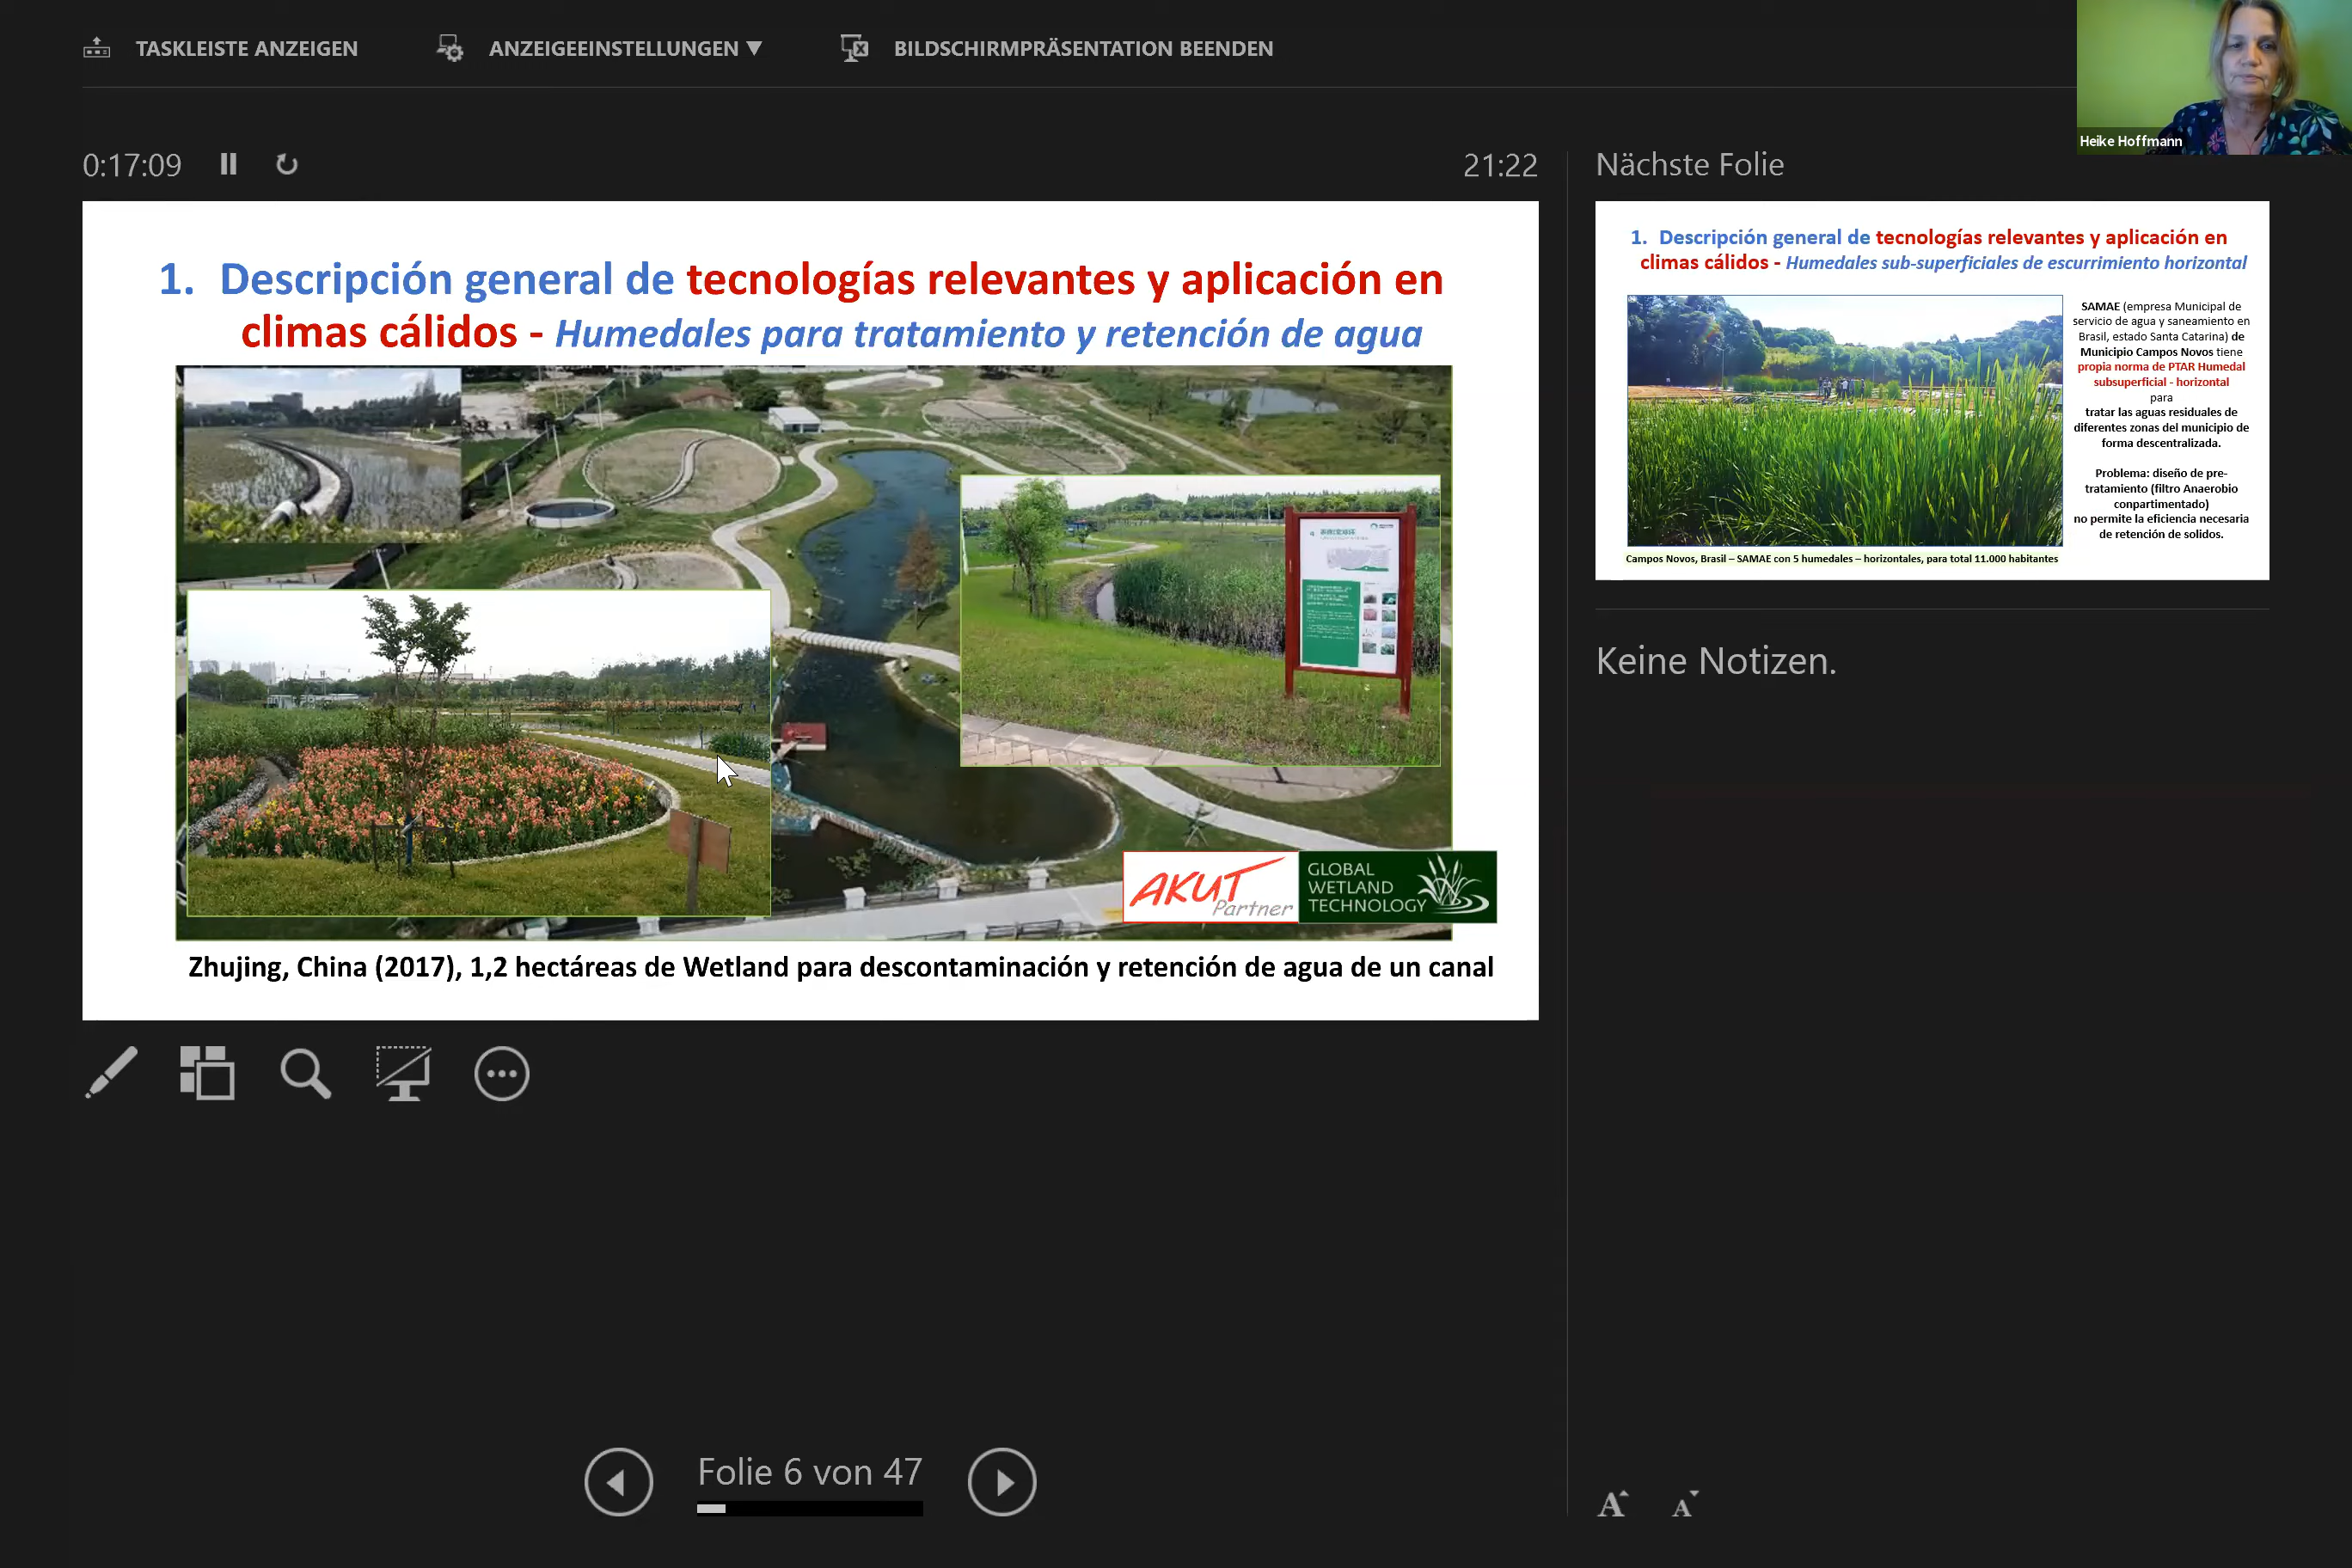 TASKLEISTE ANZEIGEN
ANZEIGEEINSTELLUNGEN ▼
BILDSCHIRMPRÄSENTATION BEENDEN
Heike Hoffmann
0:17:09
21:22
Nächste Folie
1. Descripción general de tecnologías relevantes y aplicación en
climas cálidos - Humedales para tratamiento y retención de agua
AKUT
Partner
GLOBAL
WETLAND
TECHNOLOGY
Zhujing, China (2017), 1,2 hectáreas de Wetland para descontaminación y retención de agua de un canal
1. Descripción general de tecnologías relevantes y aplicación en
climas cálidos - Humedales sub-superficiales de escurrimiento horizontal
SAMAE (empresa Municipal de
servicio de agua y saneamiento en
Brasil, estado Santa Catarina) de
Municipio Campos Novos tiene
propia norma de PTAR Humedal
subsuperficial - horizontal
para
tratar las aguas residuales de
diferentes zonas del municipio de
forma descentralizada.
Problema: diseño de pre-
tratamiento (filtro Anaerobio
conpartimentado)
no permite la eficiencia necesaria
de retención de solidos.
Campos Novos, Brasil – SAMAE con 5 humedales – horizontales, para total 11.000 habitantes
Keine Notizen.
Folie 6 von 47
A A